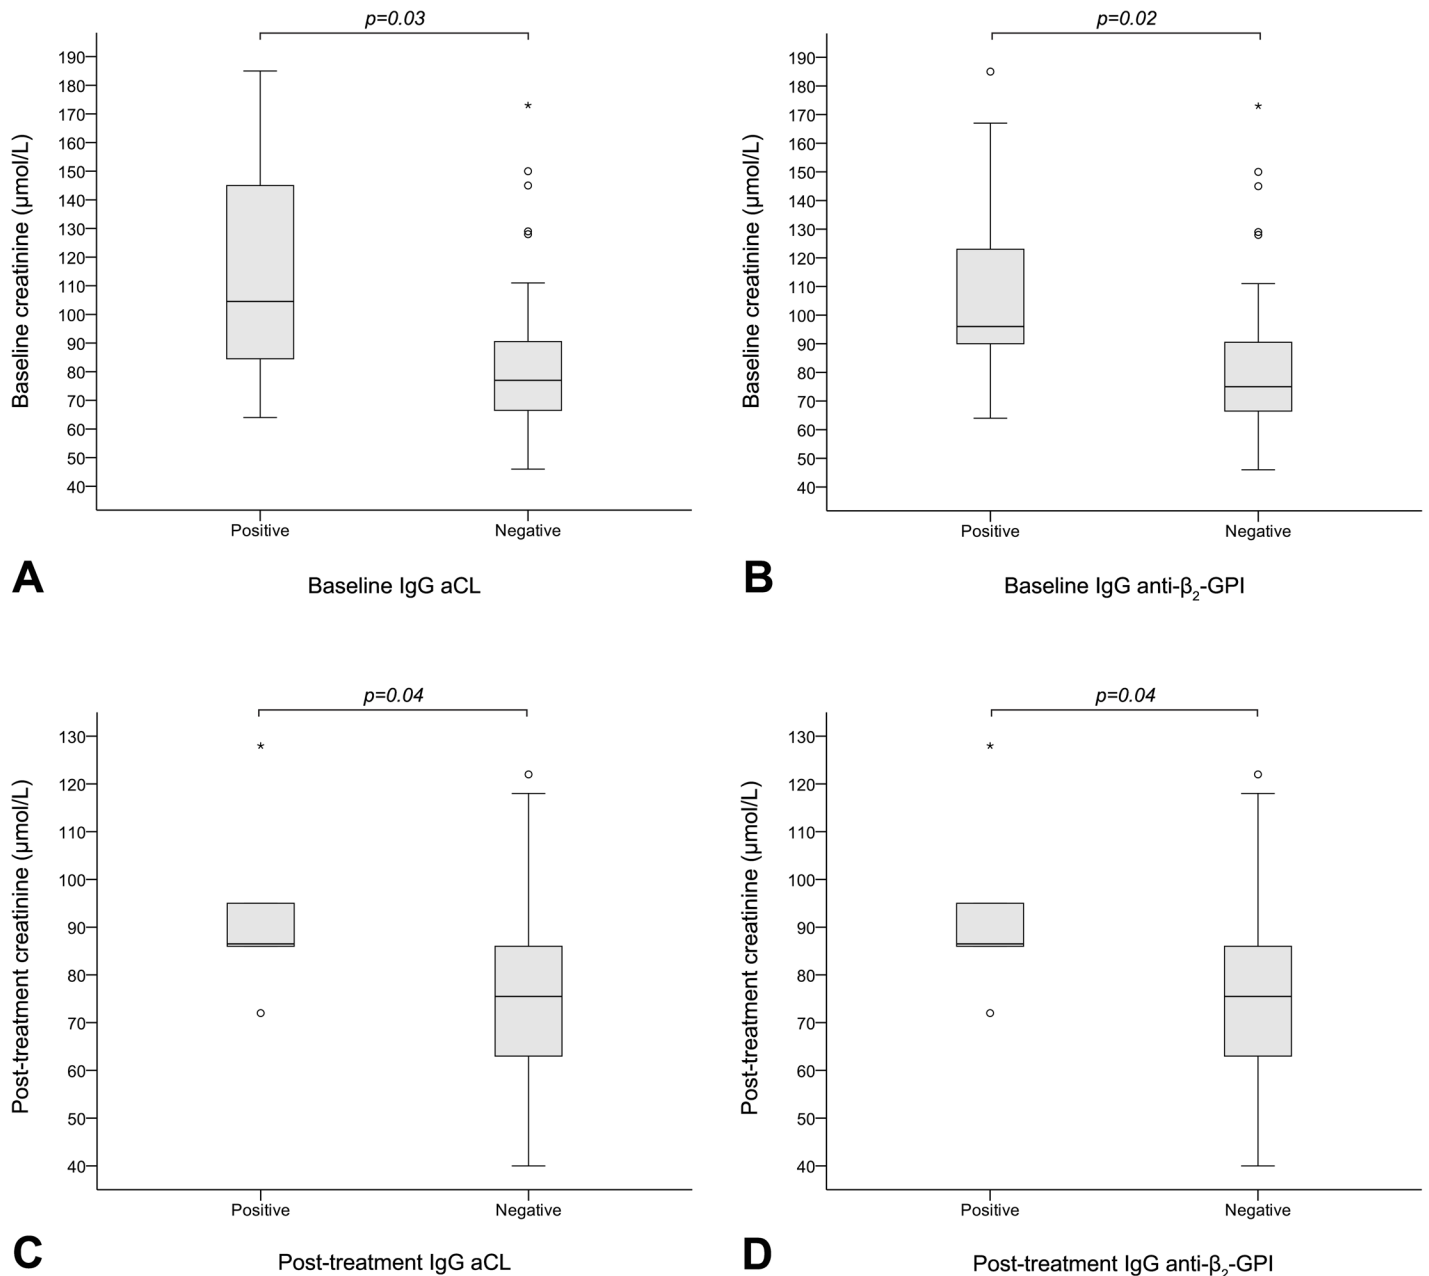 p=0.03
190
180
170
160
150
140
130
120
110
100
90
80
70
60
50
40
Baseline creatinine (µmol/L)
Positive
Negative
A
Baseline IgG aCL
p=0.02
190
180
170
160
150
140
130
120
110
100
90
80
70
60
50
40
Baseline creatinine (µmol/L)
Positive
Negative
B
Baseline IgG anti-β₂-GPI
p=0.04
130
120
110
100
90
80
70
60
50
40
Post-treatment creatinine (µmol/L)
Positive
Negative
C
Post-treatment IgG aCL
p=0.04
130
120
110
100
90
80
70
60
50
40
Post-treatment creatinine (µmol/L)
Positive
Negative
D
Post-treatment IgG anti-β₂-GPI